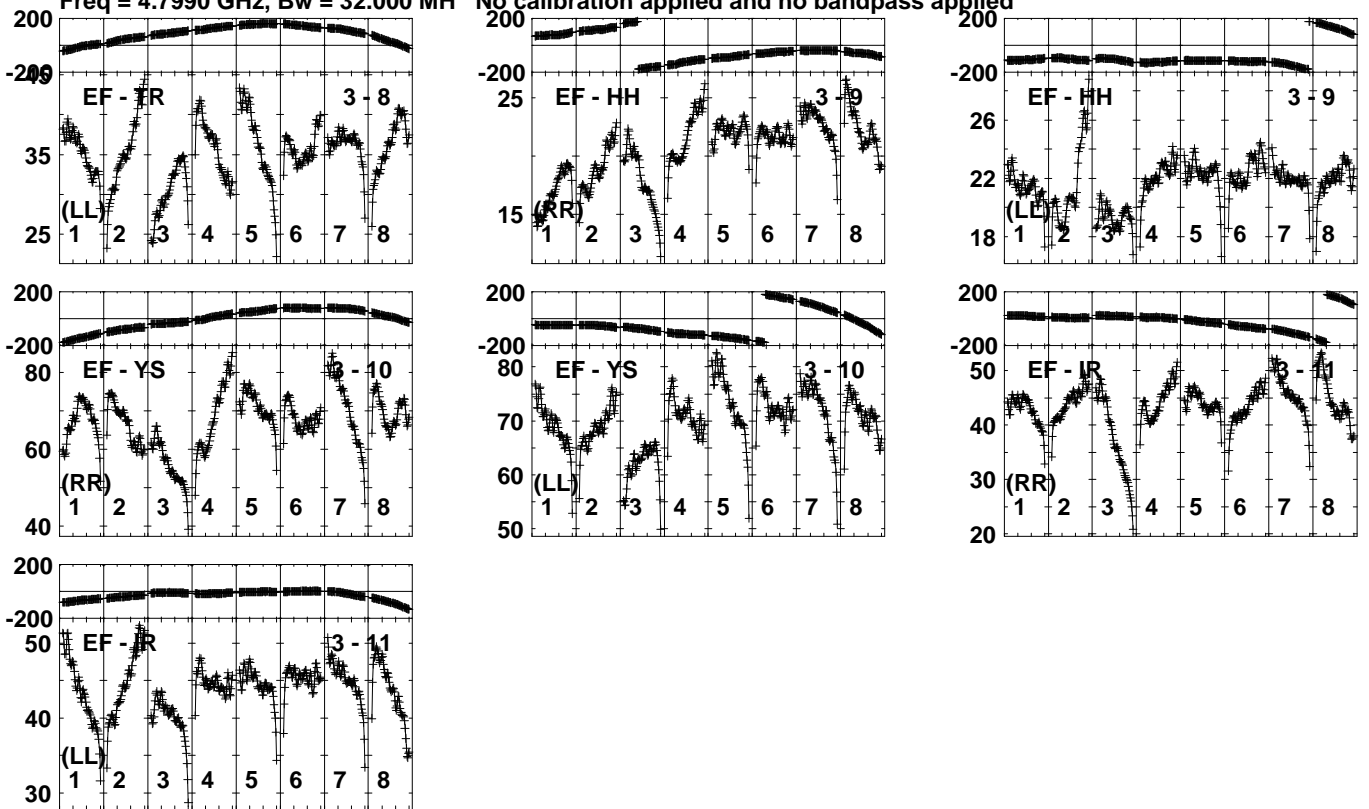 Freq = 4.7990 GHz, Bw = 32.000 MH No calibration applied and no bandpass applied
200
-200
45
EF - TR 3 - 8
35
(LL)
25
1 2 3 4 5 6 7 8
200
-200
25
EF - HH 3 - 9
15
(RR)
1 2 3 4 5 6 7 8
200
-200
EF - HH 3 - 9
26
22
(LL)
18
1 2 3 4 5 6 7 8
200
-200
80
EF - YS 3 - 10
60
(RR)
40
1 2 3 4 5 6 7 8
200
-200
80
EF - YS 3 - 10
70
60
(LL)
50
1 2 3 4 5 6 7 8
200
-200
50
EF - IR 3 - 11
40
30
(RR)
20
1 2 3 4 5 6 7 8
200
-200
50
EF - IR 3 - 11
40
(LL)
30
1 2 3 4 5 6 7 8